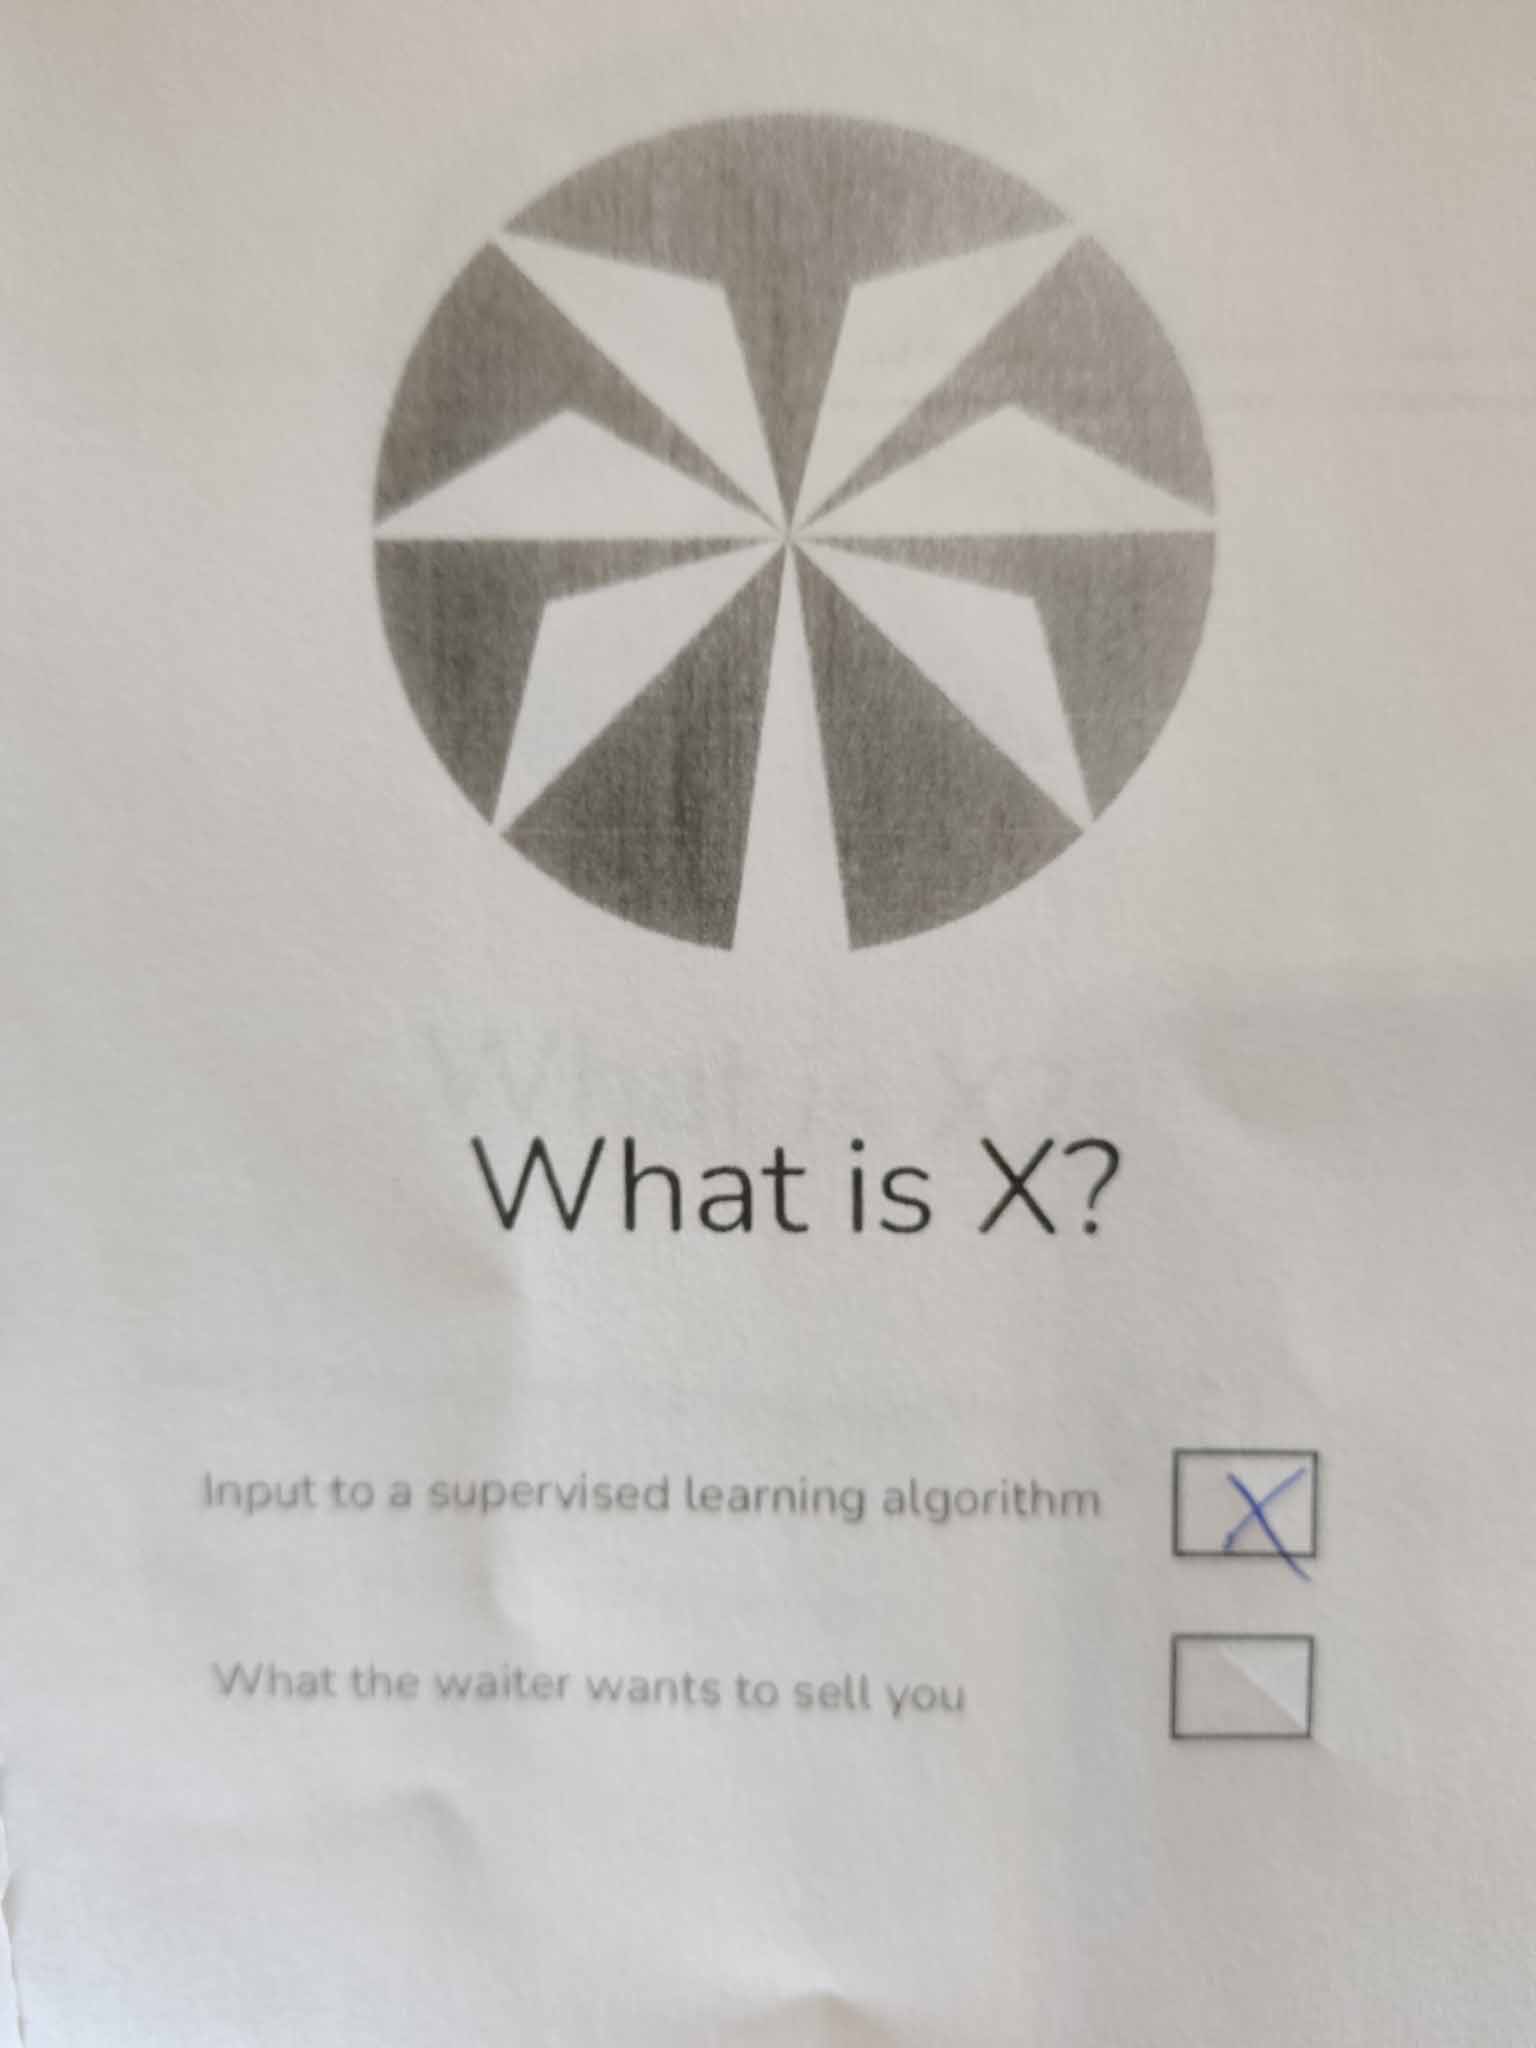 What is X?
Input to a supervised learning algorithm X
What the waiter wants to sell you